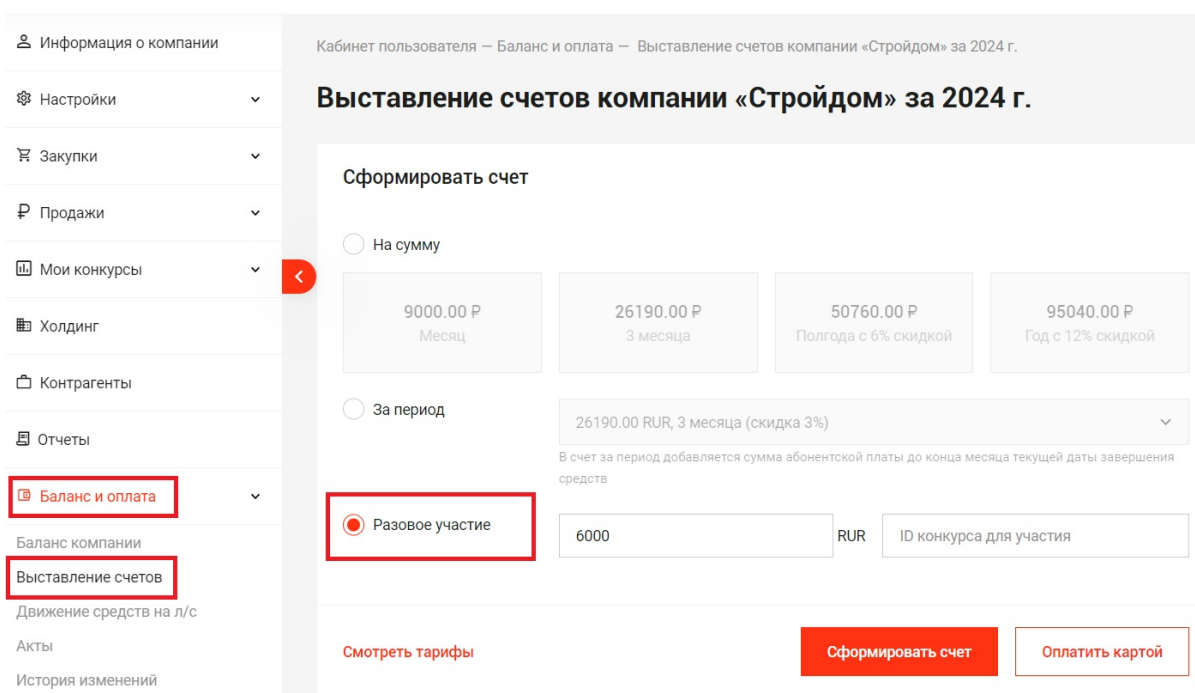 Информация о компании
Настройки
Закупки
Продажи
Мои конкурсы
Холдинг
Контрагенты
Отчеты
Баланс и оплата
Баланс компании
Выставление счетов
Движение средств на л/с
Акты
История изменений
Кабинет пользователя — Баланс и оплата — Выставление счетов компании «Стройдом» за 2024 г.
Выставление счетов компании «Стройдом» за 2024 г.
Сформировать счет
На сумму
9000.00 ₽
Месяц
26190.00 ₽
3 месяца
50760.00 ₽
Полгода с 6% скидкой
95040.00 ₽
Год с 12% скидкой
За период
26190.00 RUR, 3 месяца (скидка 3%)
В счет за период добавляется сумма абонентской платы до конца месяца текущей даты завершения
средств
Разовое участие
6000
RUR
ID конкурса для участия
Смотреть тарифы
Сформировать счет
Оплатить картой